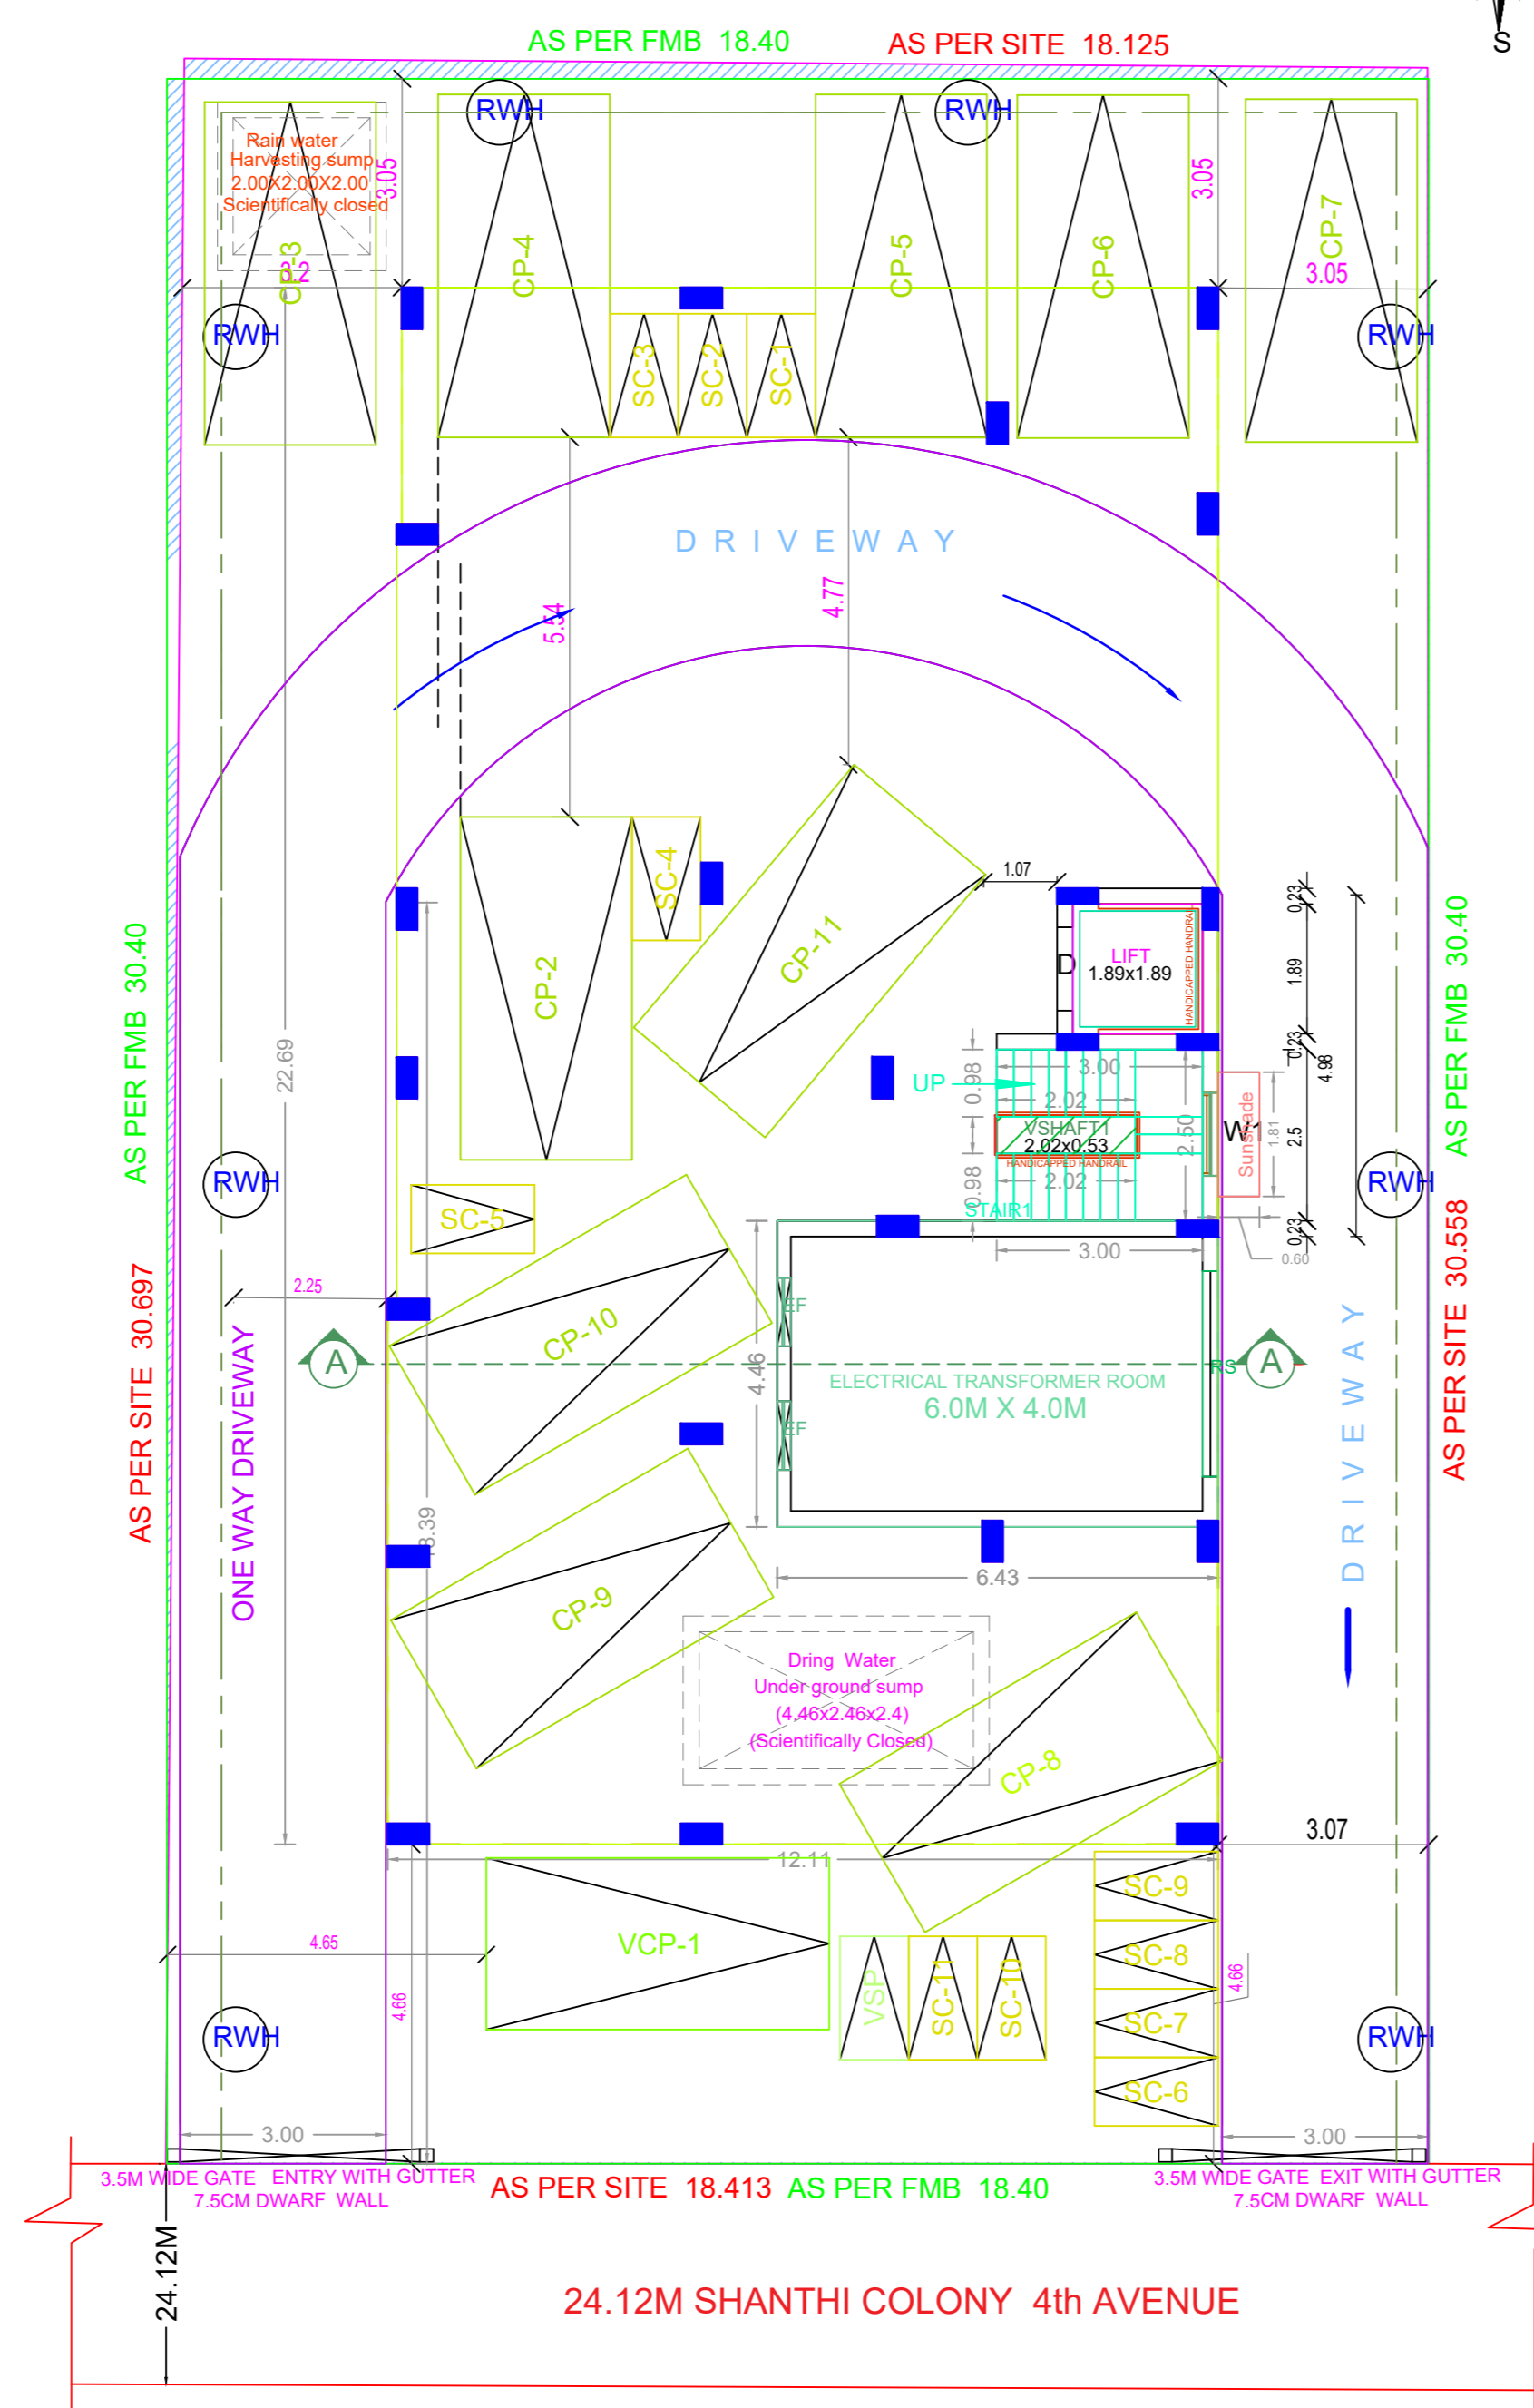 S
AS PER FMB 18.40
AS PER SITE 18.125
RWH
RWH
Rain water
Harvesting sump
2.00X2.00X2.00
Scientifically closed
3.05
3.05
CP-3
CP-4
CP-5
CP-6
CP-7
3.2
3.05
RWH
RWH
SC-3
SC-2
SC-1
DRIVEWAY
5.54
4.77
CP-2
SC-4
CP-11
1.07
LIFT
1.89x1.89
D
HANDICAPPED HANDRAIL
0.23
1.89
0.23
4.98
2.5
0.23
AS PER FMB 30.40
AS PER FMB 30.40
22.69
UP
0.98
3.00
2.02
VSHAFT1
2.02x0.53
HANDICAPPED HANDRAIL
2.50
0.98
2.02
STAIR1
3.00
W1
Sunshade
1.81
0.60
RWH
RWH
SC-5
AS PER SITE 30.697
AS PER SITE 30.558
2.25
CP-10
EF
EF
4.46
A
A
RS
ELECTRICAL TRANSFORMER ROOM
6.0M X 4.0M
ONE WAY DRIVEWAY
DRIVEWAY
6.43
CP-9
Dring Water
Under ground sump
(4.46x2.46x2.4)
(Scientifically Closed)
CP-8
3.07
12.11
4.65
VCP-1
4.66
VSP
SC-11
SC-10
SC-9
SC-8
SC-7
SC-6
4.66
RWH
RWH
3.00
3.00
3.5M WIDE GATE ENTRY WITH GUTTER
7.5CM DWARF WALL
AS PER SITE 18.413
AS PER FMB 18.40
3.5M WIDE GATE EXIT WITH GUTTER
7.5CM DWARF WALL
24.12M
24.12M SHANTHI COLONY 4th AVENUE